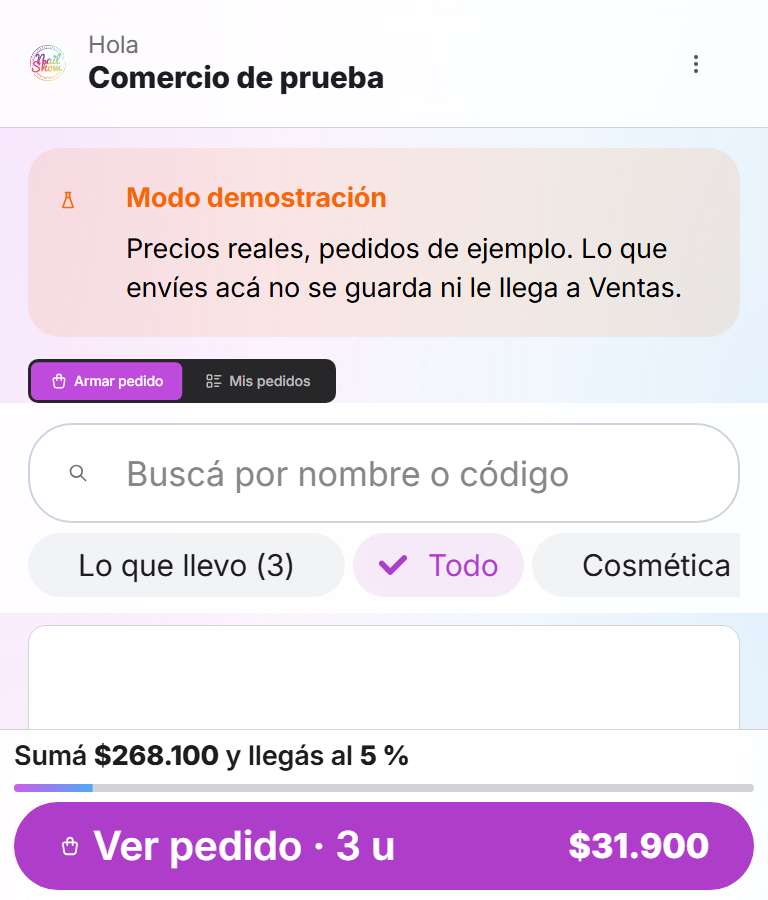 Nail
Show
Hola
Comercio de prueba
Modo demostración
Precios reales, pedidos de ejemplo. Lo que
envíes acá no se guarda ni le llega a Ventas.
Armar pedido
Mis pedidos
Buscá por nombre o código
Lo que llevo (3)
Todo
Cosmética
Sumá $268.100 y llegás al 5 %
Ver pedido · 3 u
$31.900